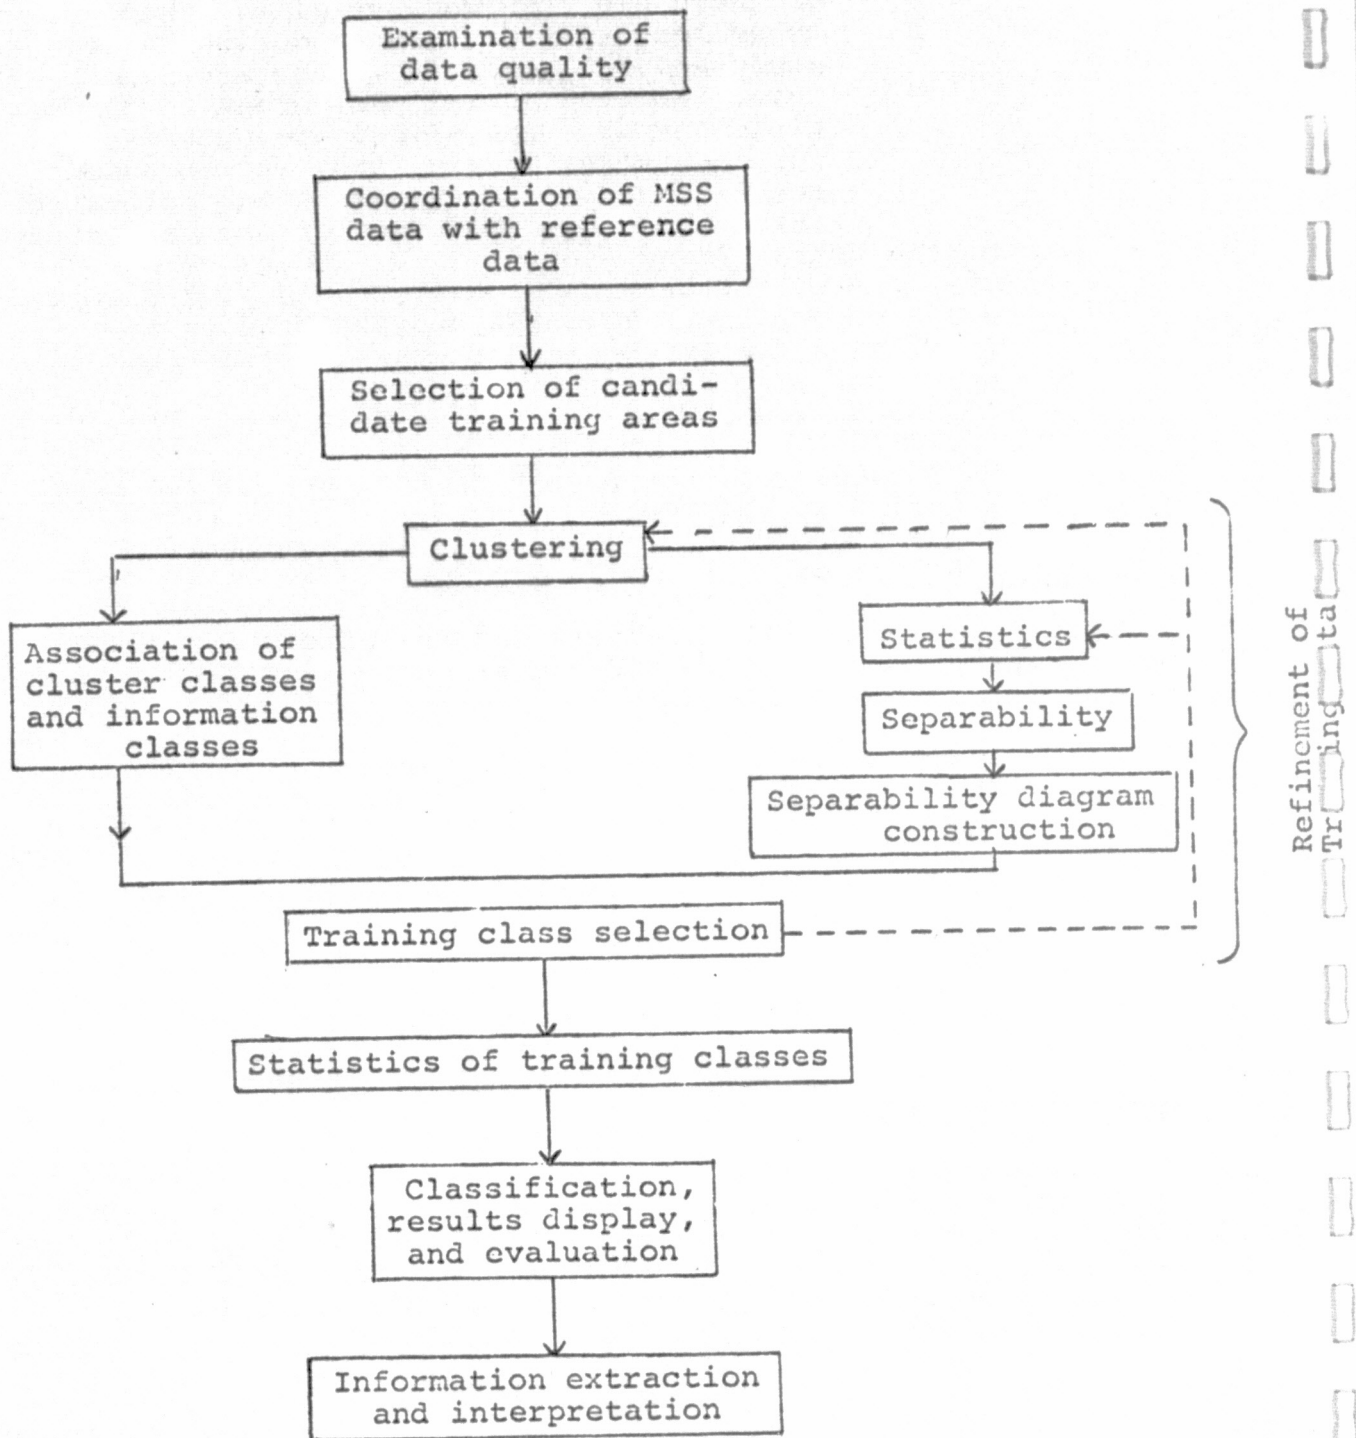 Examination of
data quality
Coordination of MSS
data with reference
data
Selection of candi-
date training areas
Clustering
Association of
cluster classes
and information
classes
Statistics
Separability
Separability diagram
construction
Refinement of
Training class selection
Statistics of training classes
Classification,
results display,
and evaluation
Information extraction
and interpretation